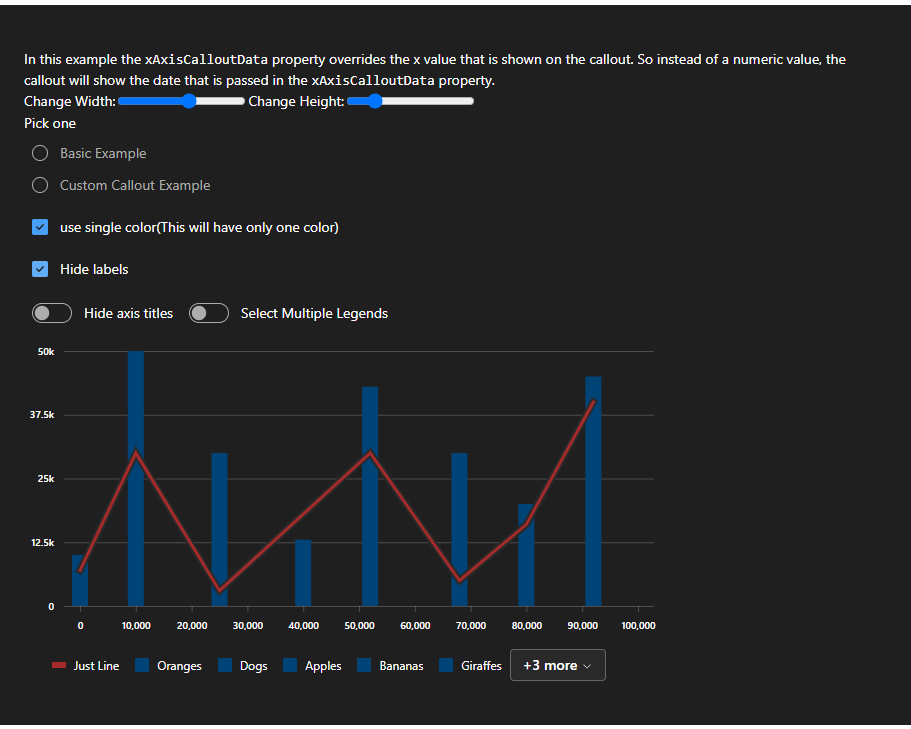 In this example the xAxisCalloutData property overrides the x value that is shown on the callout. So instead of a numeric value, the
callout will show the date that is passed in the xAxisCalloutData property.
Change Width: Change Height:
Pick one
Basic Example
Custom Callout Example
use single color(This will have only one color)
Hide labels
Hide axis titles Select Multiple Legends
50k
37.5k
25k
12.5k
0
0 10,000 20,000 30,000 40,000 50,000 60,000 70,000 80,000 90,000 100,000
Just Line Oranges Dogs Apples Bananas Giraffes +3 more